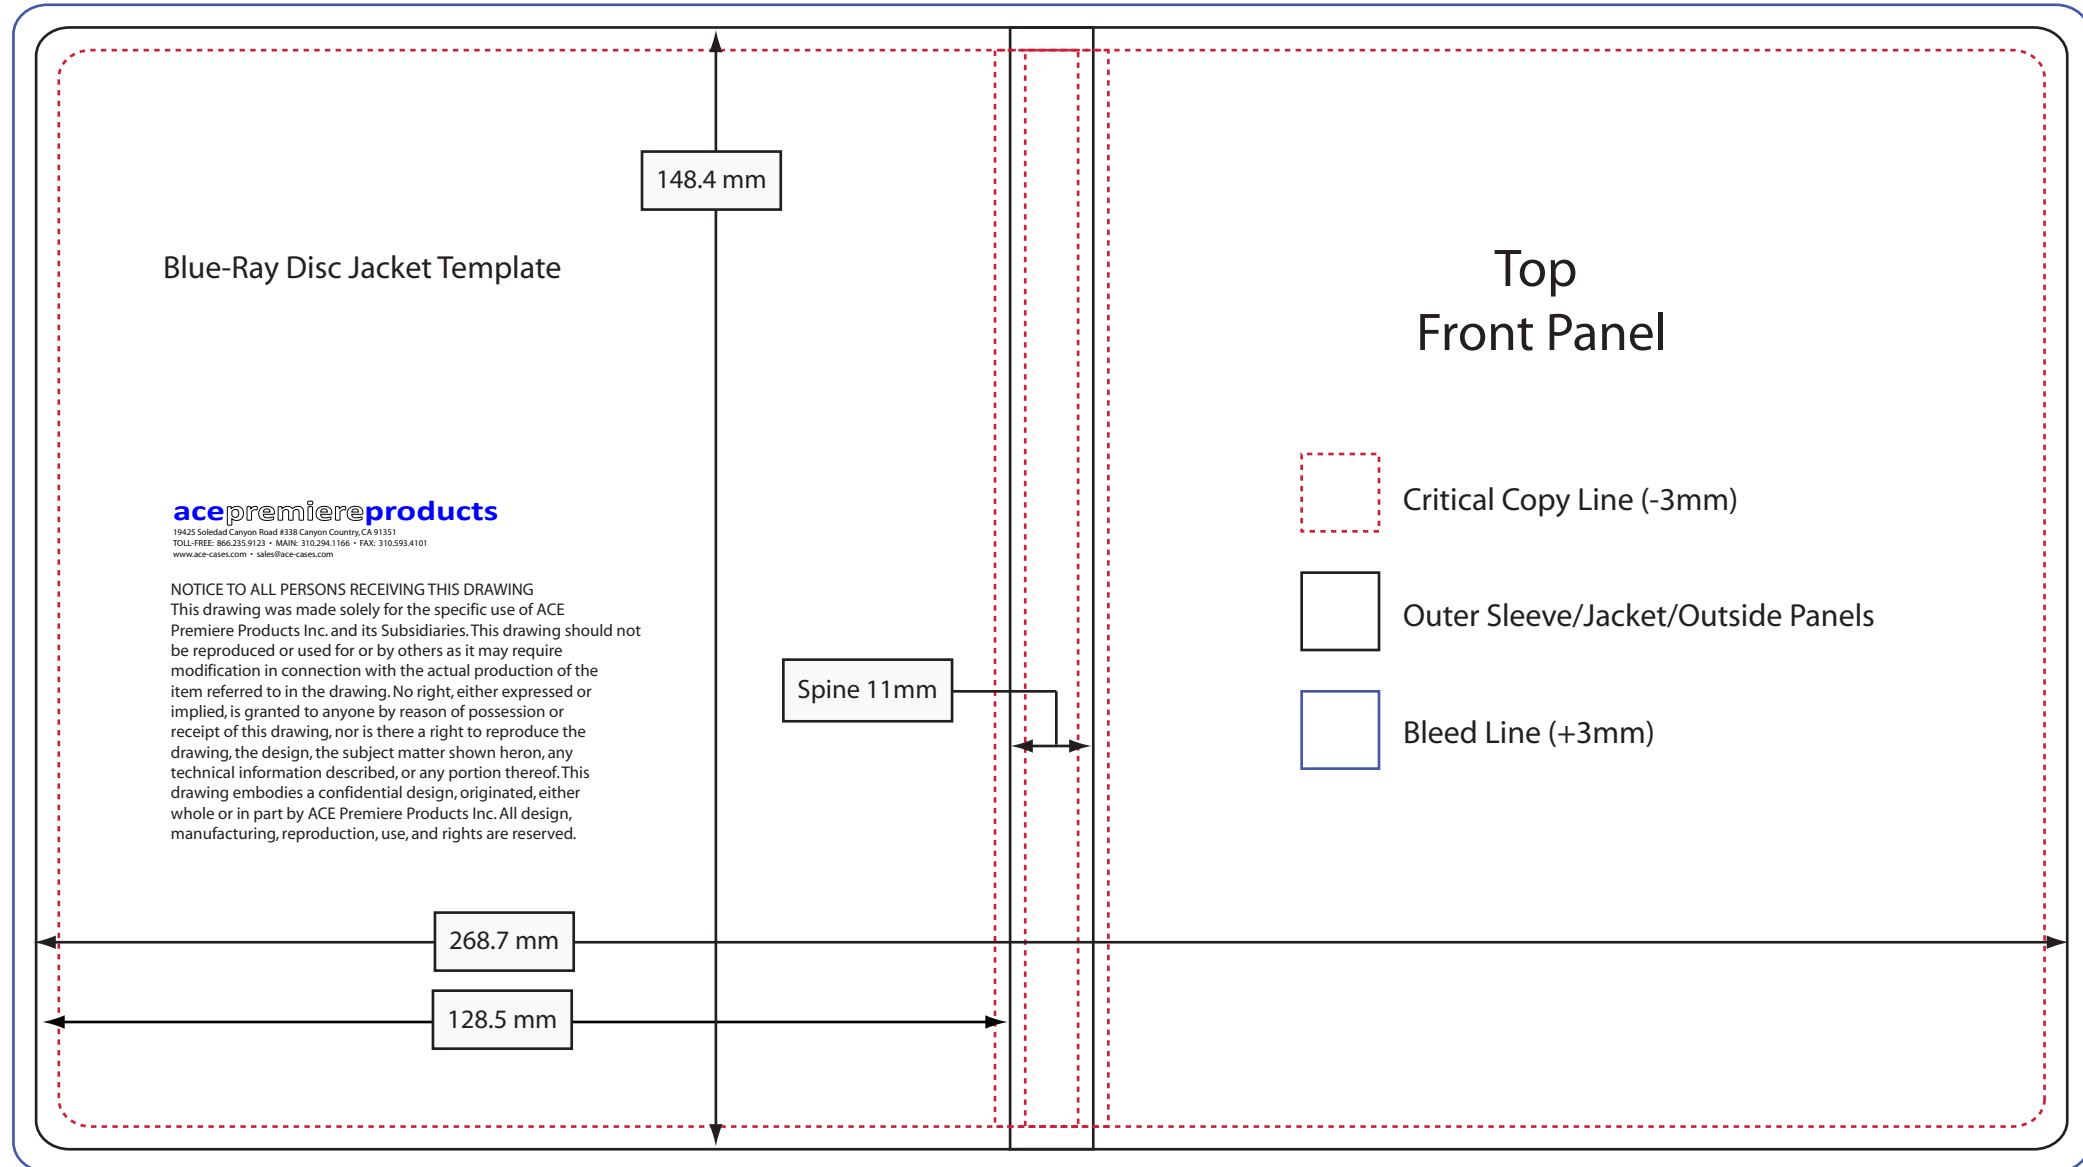 148.4 mm
Blue-Ray Disc Jacket Template
Top
Front Panel
acepremiereproducts
19425 Soledad Canyon Road #338 Canyon Country, CA 91351
TOLL-FREE: 866.235.9123 • MAIN: 310.294.1166 • FAX: 310.593.4101
www.ace-cases.com • sales@ace-cases.com
NOTICE TO ALL PERSONS RECEIVING THIS DRAWING
This drawing was made solely for the specific use of ACE
Premiere Products Inc. and its Subsidiaries. This drawing should not
be reproduced or used for or by others as it may require
modification in connection with the actual production of the
item referred to in the drawing. No right, either expressed or
implied, is granted to anyone by reason of possession or
receipt of this drawing, nor is there a right to reproduce the
drawing, the design, the subject matter shown heron, any
technical information described, or any portion thereof. This
drawing embodies a confidential design, originated, either
whole or in part by ACE Premiere Products Inc. All design,
manufacturing, reproduction, use, and rights are reserved.
Spine 11mm
Critical Copy Line (-3mm)
Outer Sleeve/Jacket/Outside Panels
Bleed Line (+3mm)
268.7 mm
128.5 mm